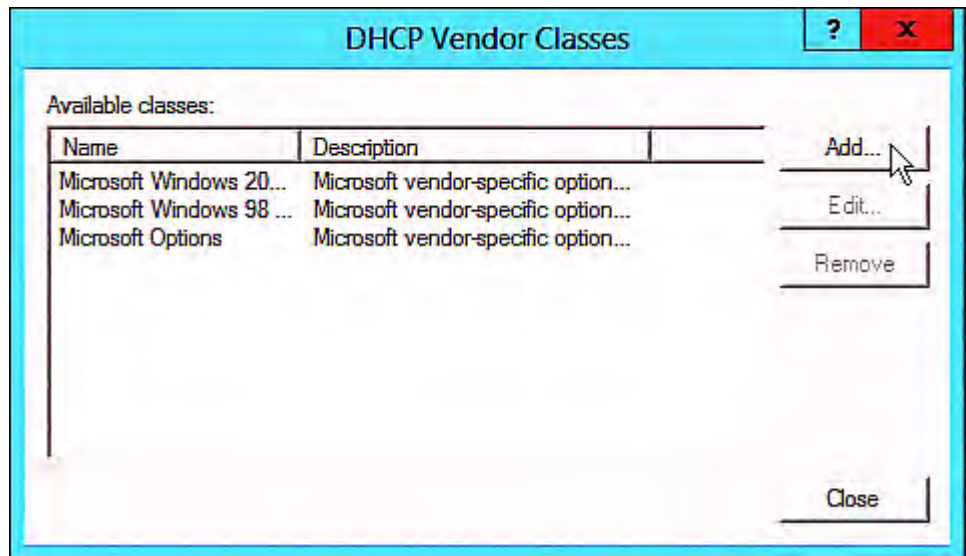 DHCP Vendor Classes
? x
Available classes:
Name Description
Add...
Microsoft Windows 20... Microsoft vendor-specific option...
Microsoft Windows 98 ... Microsoft vendor-specific option...
Edit...
Microsoft Options Microsoft vendor-specific option...
Remove
Close